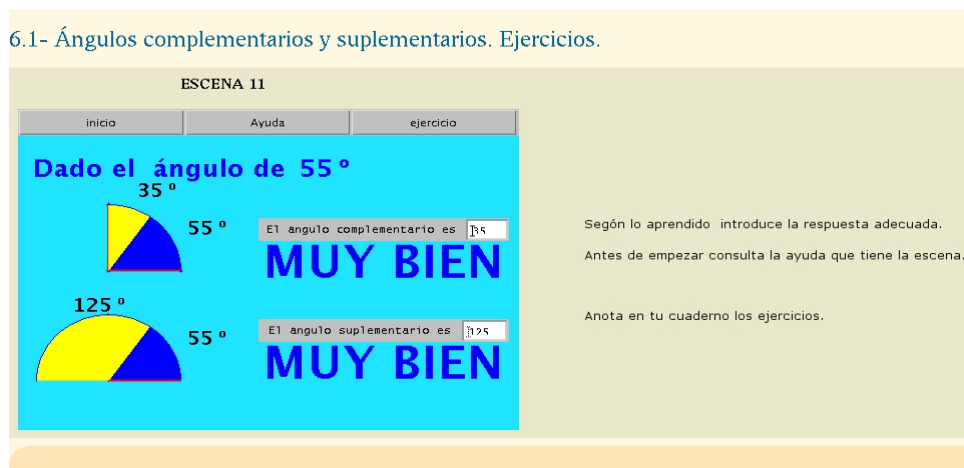 6.1- Ángulos complementarios y suplementarios. Ejercicios.
ESCENA 11
inicio Ayuda ejercicio
Dado el ángulo de 55 º
35 º
55 º
El angulo complementario es 35
MUY BIEN
125 º
55 º
El angulo suplementario es 125
MUY BIEN
Según lo aprendido introduce la respuesta adecuada.
Antes de empezar consulta la ayuda que tiene la escena.
Anota en tu cuaderno los ejercicios.